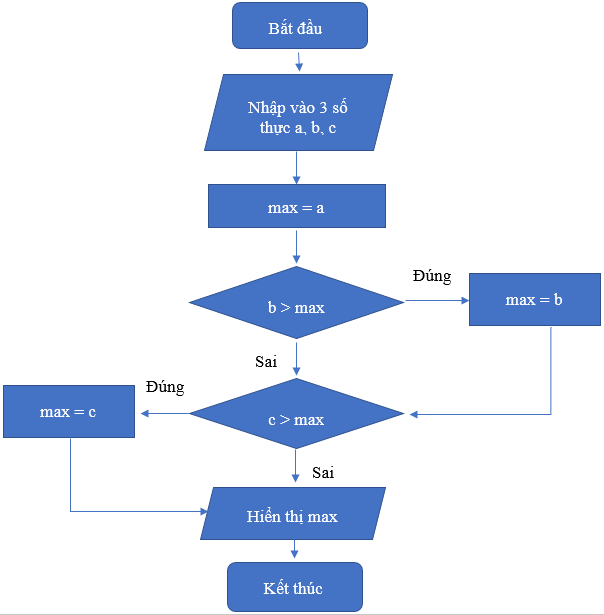 Bắt đầu
Nhập vào 3 số
thực a, b, c
max = a
Đúng
b > max
max = b
Sai
Đúng
max = c
c > max
Sai
Hiển thị max
Kết thúc